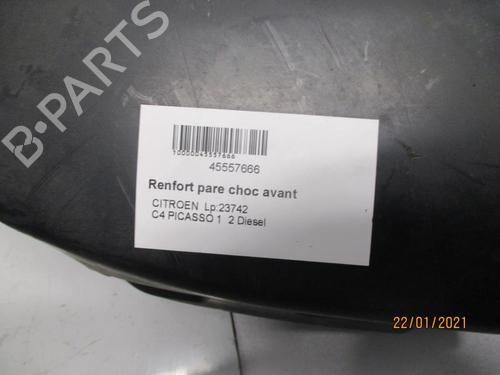 B-PARTS
10000045557666
45557666
Renfort pare choc avant
CITROEN Lp:23742
C4 PICASSO 1 2 Diesel
22/01/2021